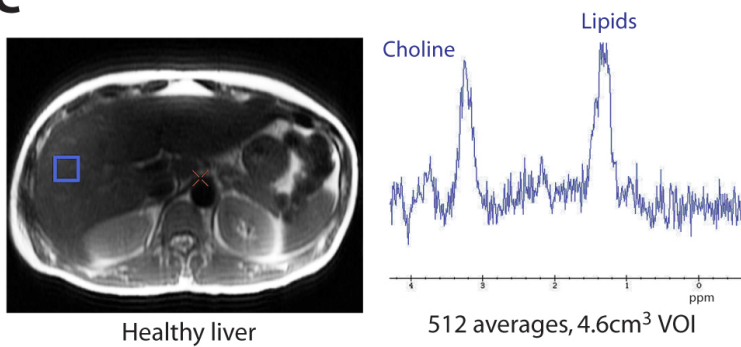 C
Lipids
Choline
4 3 2 1 0
ppm
Healthy liver
512 averages, 4.6cm³ VOI